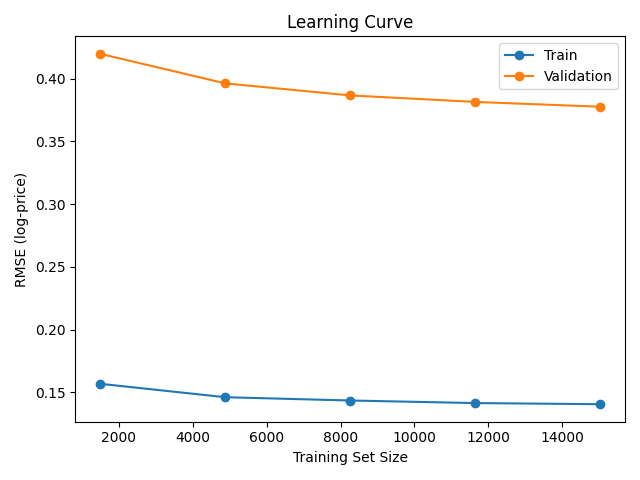 Learning Curve
Train
Validation
RMSE (log-price)
0.40
0.35
0.30
0.25
0.20
0.15
2000 4000 6000 8000 10000 12000 14000
Training Set Size